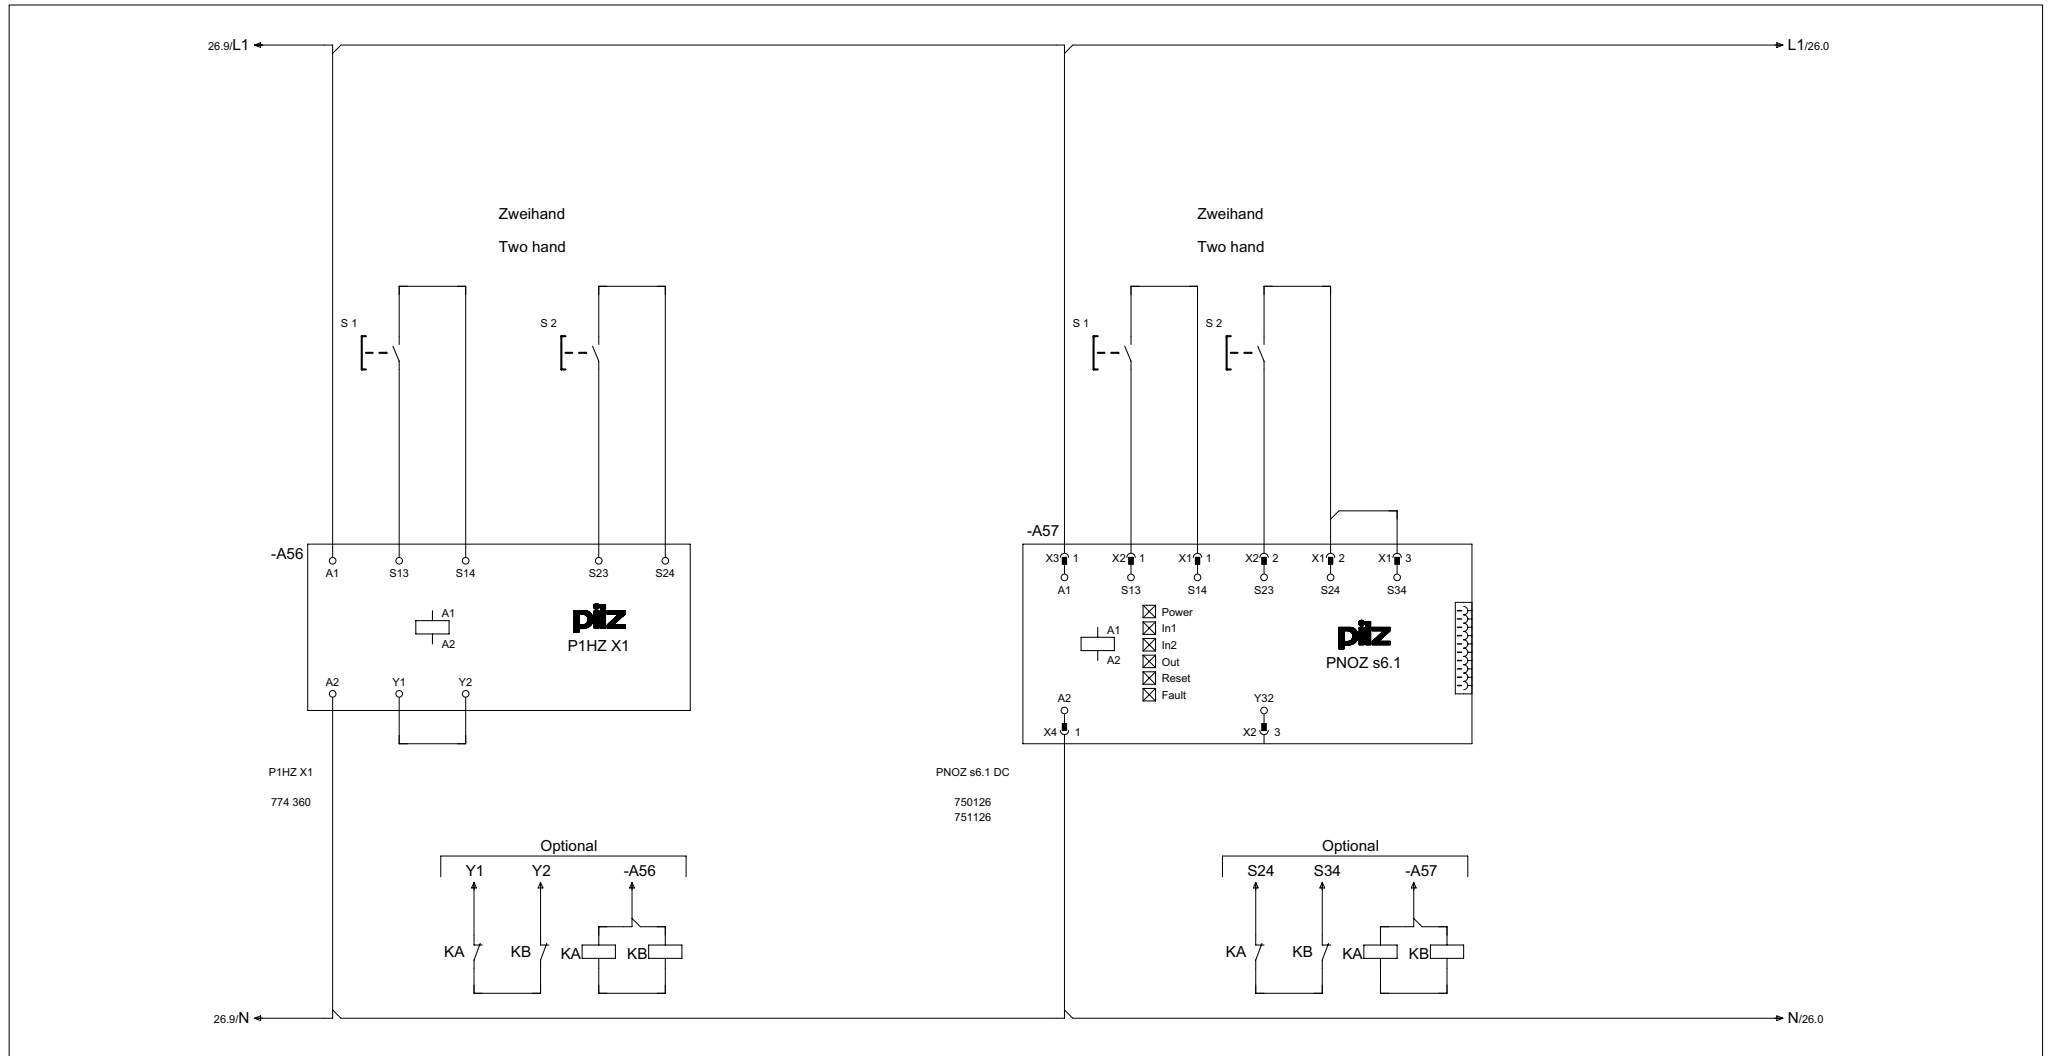 26.9/L1
L1/26.0
Zweihand
Two hand
Zweihand
Two hand
S 1
S 2
S 1
S 2
-A56
A1 S13 S14 S23 S24
A1
A2
pilz
P1HZ X1
A2 Y1 Y2
-A57
X3 1 X2 1 X1 1 X2 2 X1 2 X1 3
A1 S13 S14 S23 S24 S34
A1
A2
Power
In1
In2
Out
Reset
Fault
pilz
PNOZ s6.1
A2 Y32
X4 1 X2 3
P1HZ X1
774 360
PNOZ s6.1 DC
750126
751126
Optional
Y1 Y2 -A56
KA KB KA KB
Optional
S24 S34 -A57
KA KB KA KB
26.9/N
N/26.0